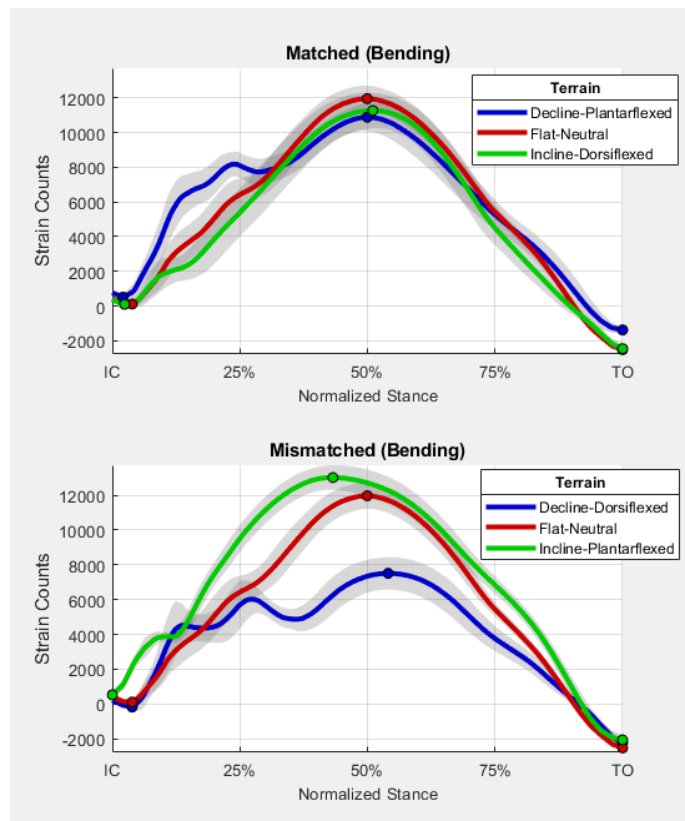 Matched (Bending)
Terrain
Decline-Plantarflexed
Flat-Neutral
Incline-Dorsiflexed
Strain Counts
12000
10000
8000
6000
4000
2000
0
-2000
IC
25%
50%
75%
TO
Normalized Stance
Mismatched (Bending)
Terrain
Decline-Dorsiflexed
Flat-Neutral
Incline-Plantarflexed
Strain Counts
12000
10000
8000
6000
4000
2000
0
-2000
IC
25%
50%
75%
TO
Normalized Stance